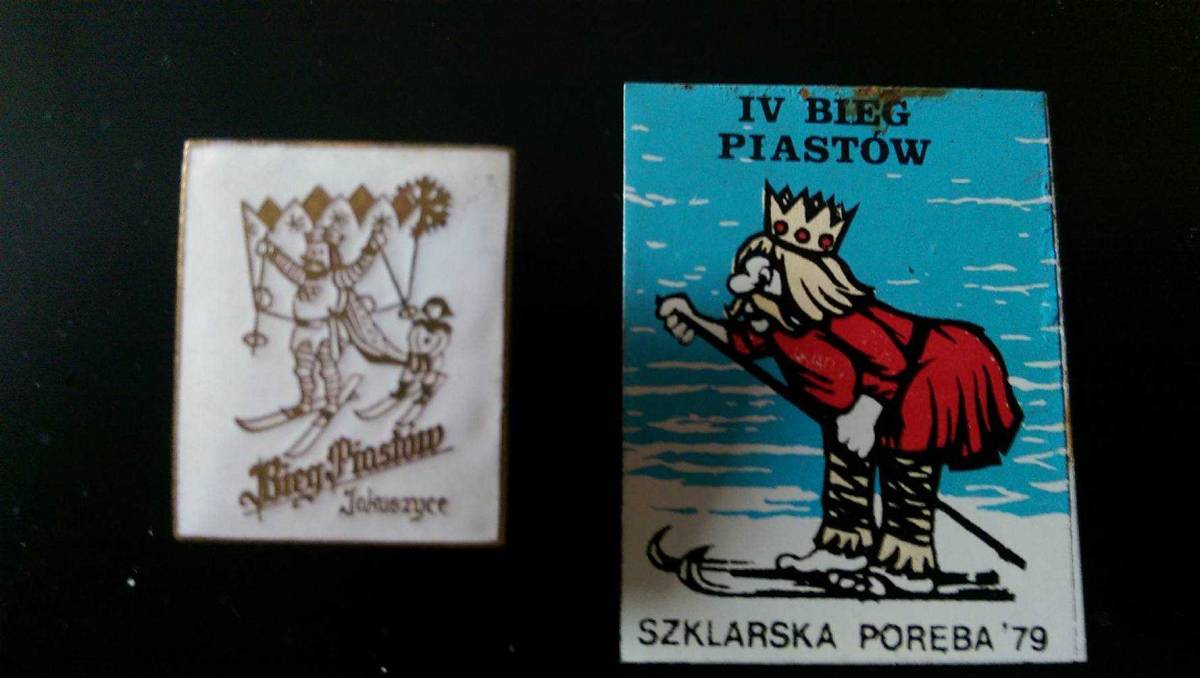 Bieg Piastów
Jakuszyce
IV BIEG
PIASTÓW
SZKLARSKA PORĘBA '79